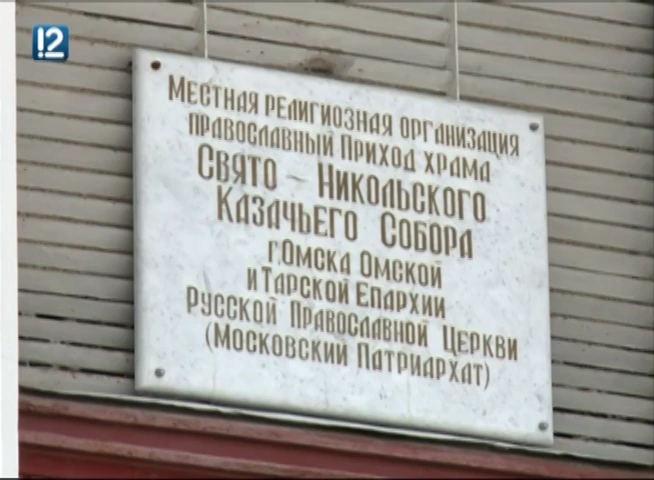 12
Местная религиозная организация
православный Приход храма
Свято - Никольского
Казачьего Собора
г.Омска Омской
и Тарской Епархии
Русской Православной Церкви
(Московский Патриархат)